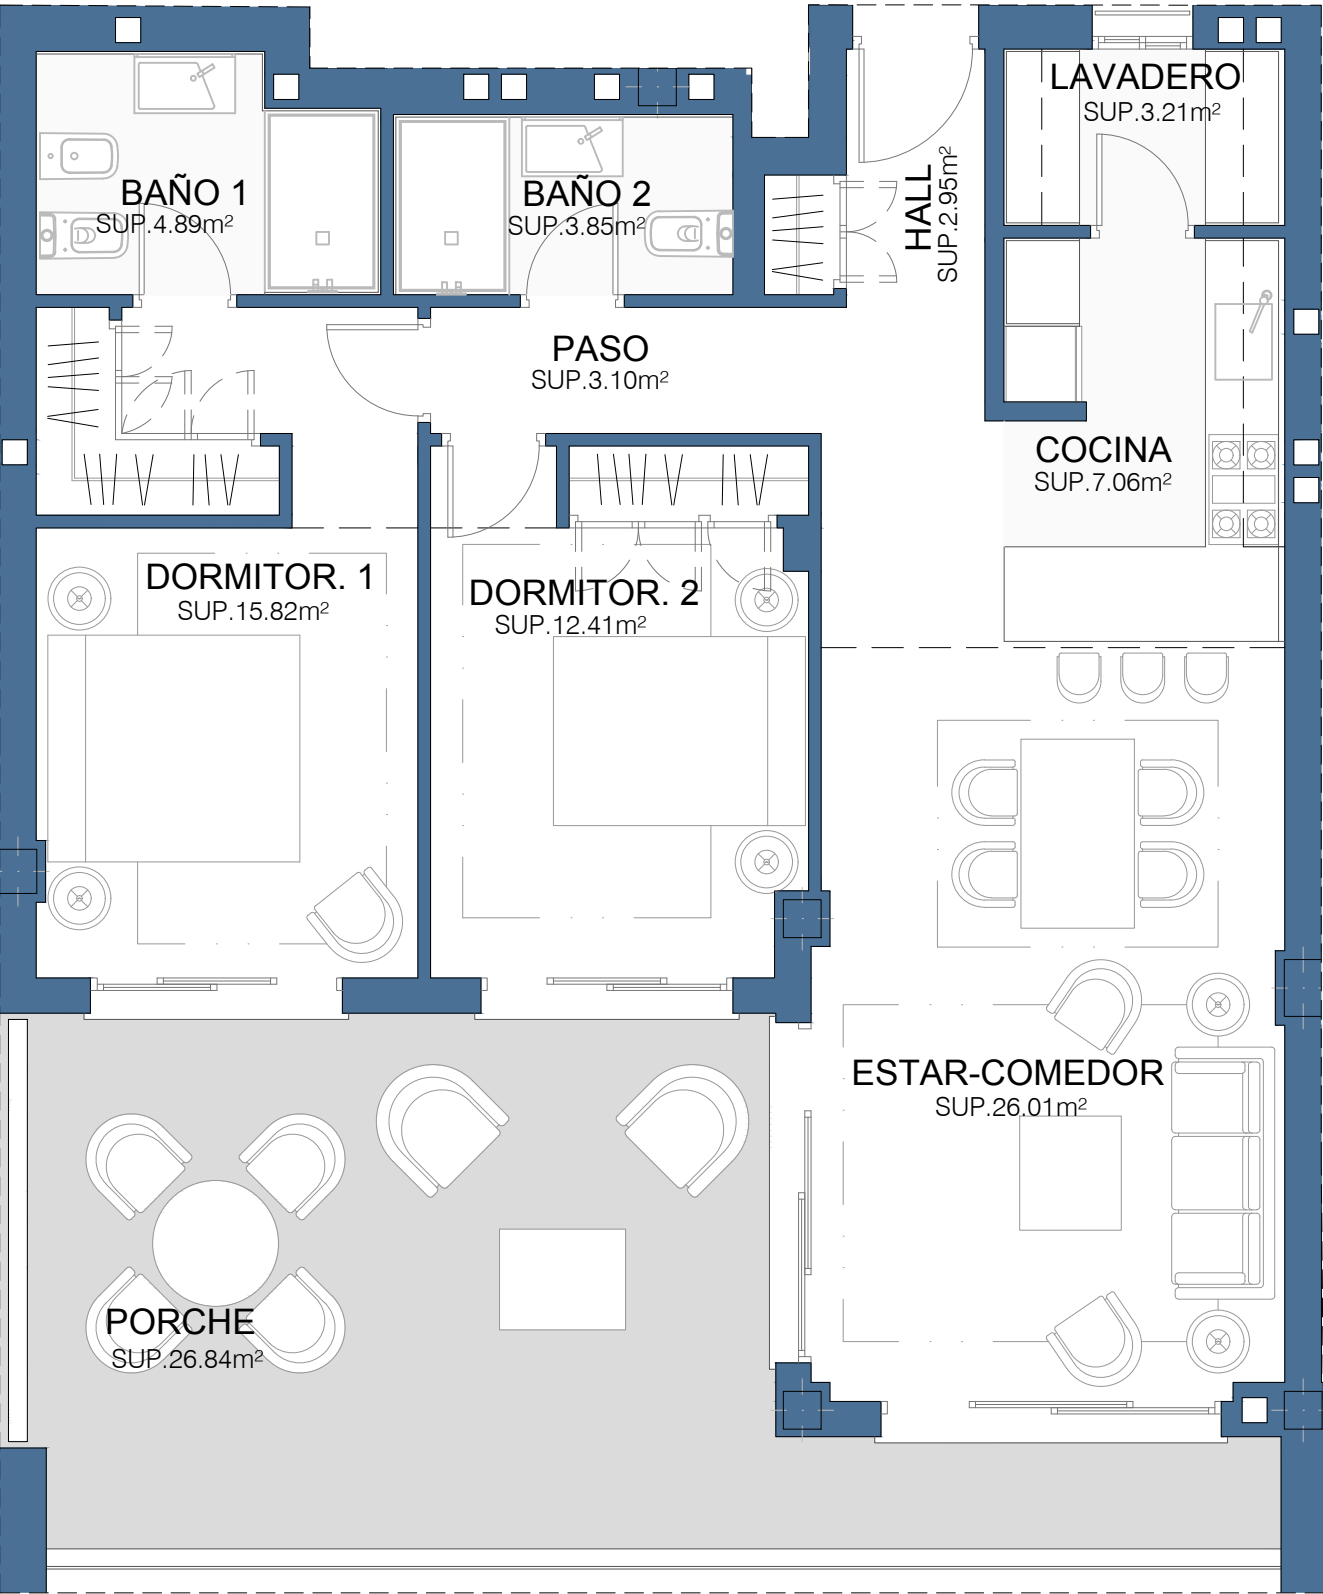 LAVADERO
SUP.3.21m²
BAÑO 1
SUP.4.89m²
BAÑO 2
SUP.3.85m²
HALL
SUP.2.95m²
PASO
SUP.3.10m²
COCINA
SUP.7.06m²
DORMITOR. 1
SUP.15.82m²
DORMITOR. 2
SUP.12.41m²
ESTAR-COMEDOR
SUP.26.01m²
PORCHE
SUP.26.84m²